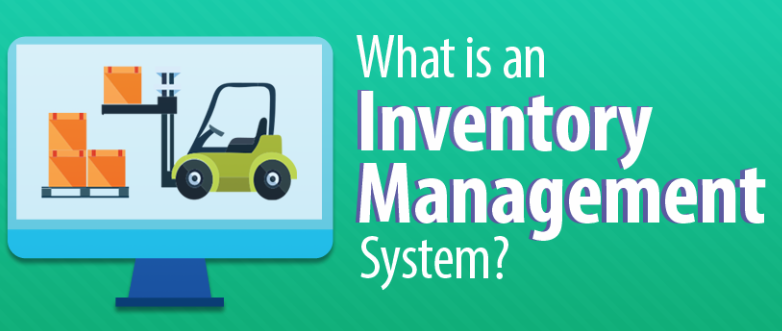 What is an
Inventory
Management
System?